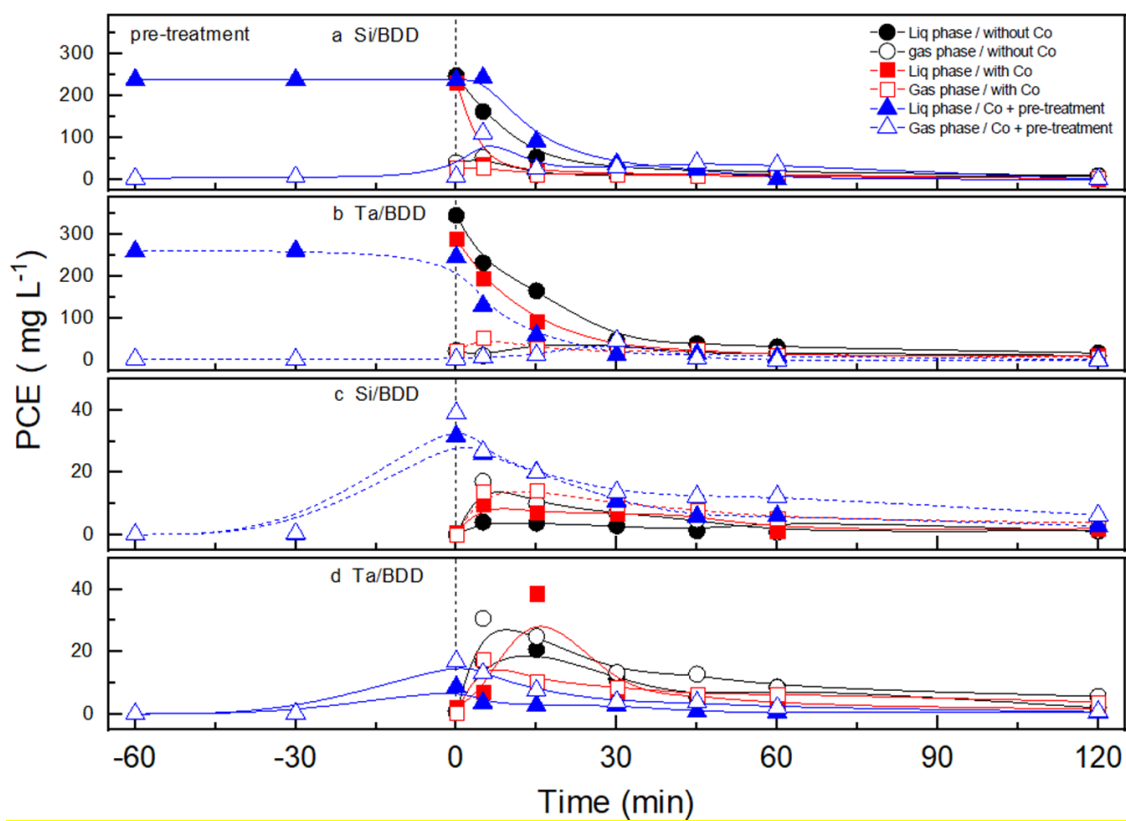 pre-treatment
a Si/BDD
Liq phase / without Co
gas phase / without Co
Liq phase / with Co
Gas phase / with Co
Liq phase / Co + pre-treatment
Gas phase / Co + pre-treatment
300
200
100
0
b Ta/BDD
300
200
100
0
c Si/BDD
40
20
0
d Ta/BDD
40
20
0
PCE ( mg L-1)
-60 -30 0 30 60 90 120
Time (min)